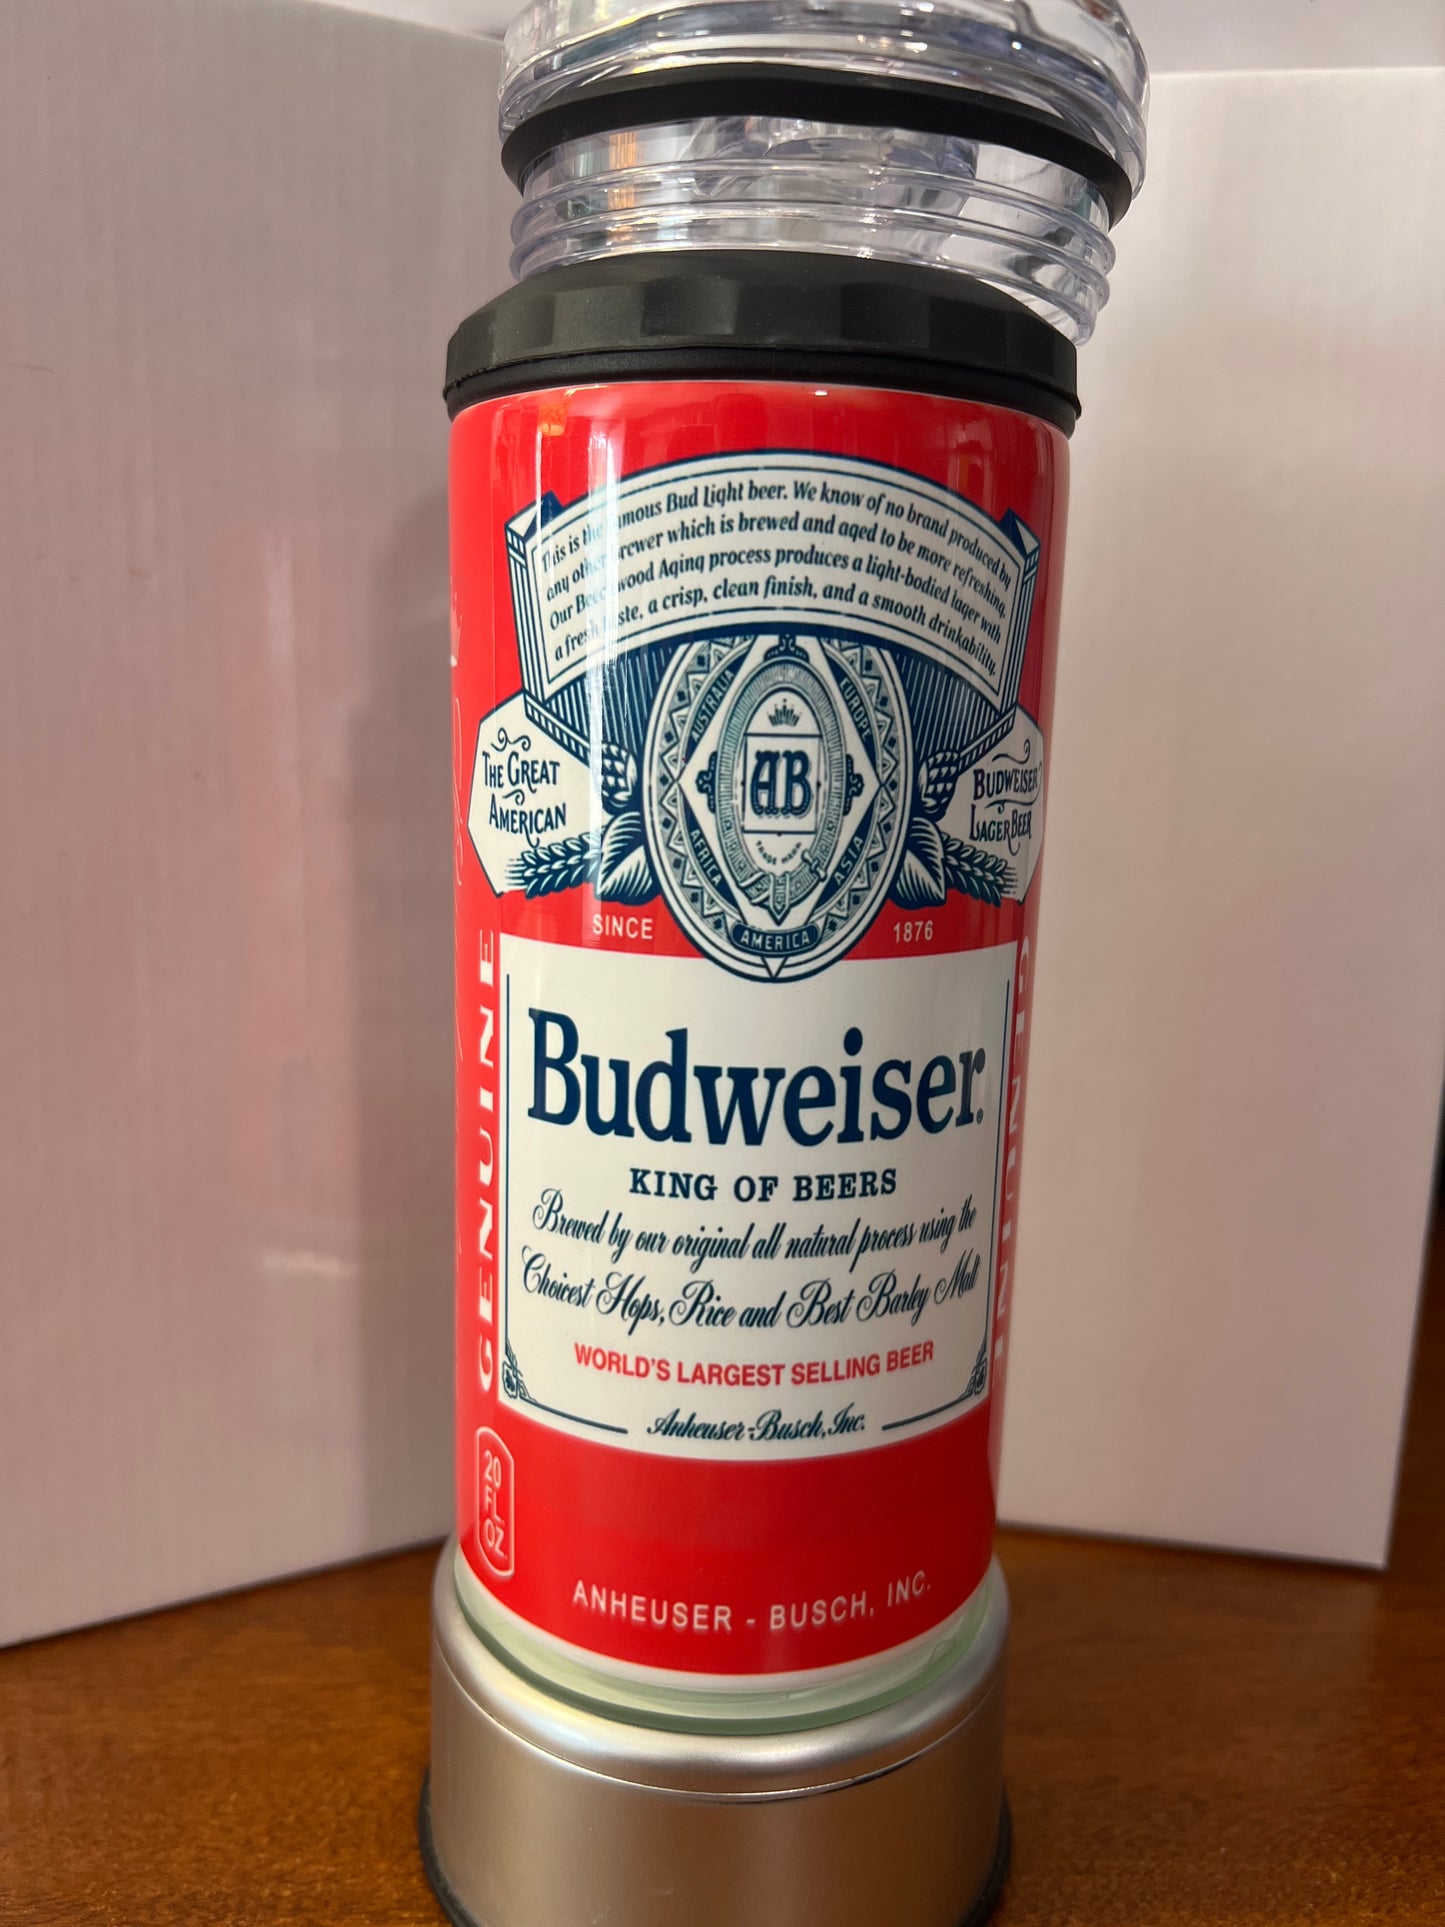 This is the famous Bud Light beer. We know of no brand produced by
any other brewer which is brewed and aged to be more refreshing.
Our Beechwood Aging process produces a light-bodied lager with
a fresh taste, a crisp, clean finish, and a smooth drinkability.
AUSTRALIA
EUROPE
THE GREAT
AMERICAN
AB
TRADE MARK
BUDWEISER
LAGER BEER
AFRICA
ASIA
AMERICA
SINCE
1876
GENUINE
GENUINE
Budweiser®
KING OF BEERS
Brewed by our original all natural process using the
Choicest Hops, Rice and Best Barley Malt
WORLD'S LARGEST SELLING BEER
Anheuser-Busch, Inc.
20
FL
OZ
ANHEUSER - BUSCH, INC.